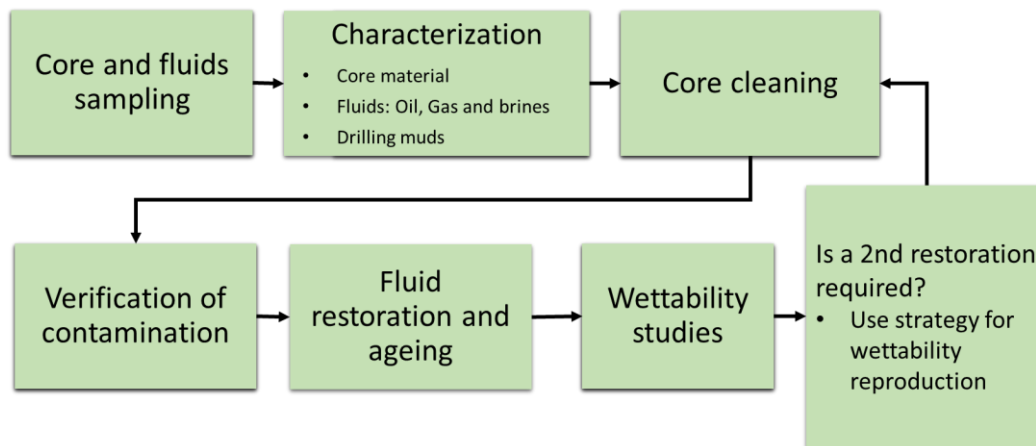 Core and fluids
sampling
Characterization
• Core material
• Fluids: Oil, Gas and brines
• Drilling muds
Core cleaning
Verification of
contamination
Fluid
restoration and
ageing
Wettability
studies
Is a 2nd restoration
required?
• Use strategy for
wettability
reproduction